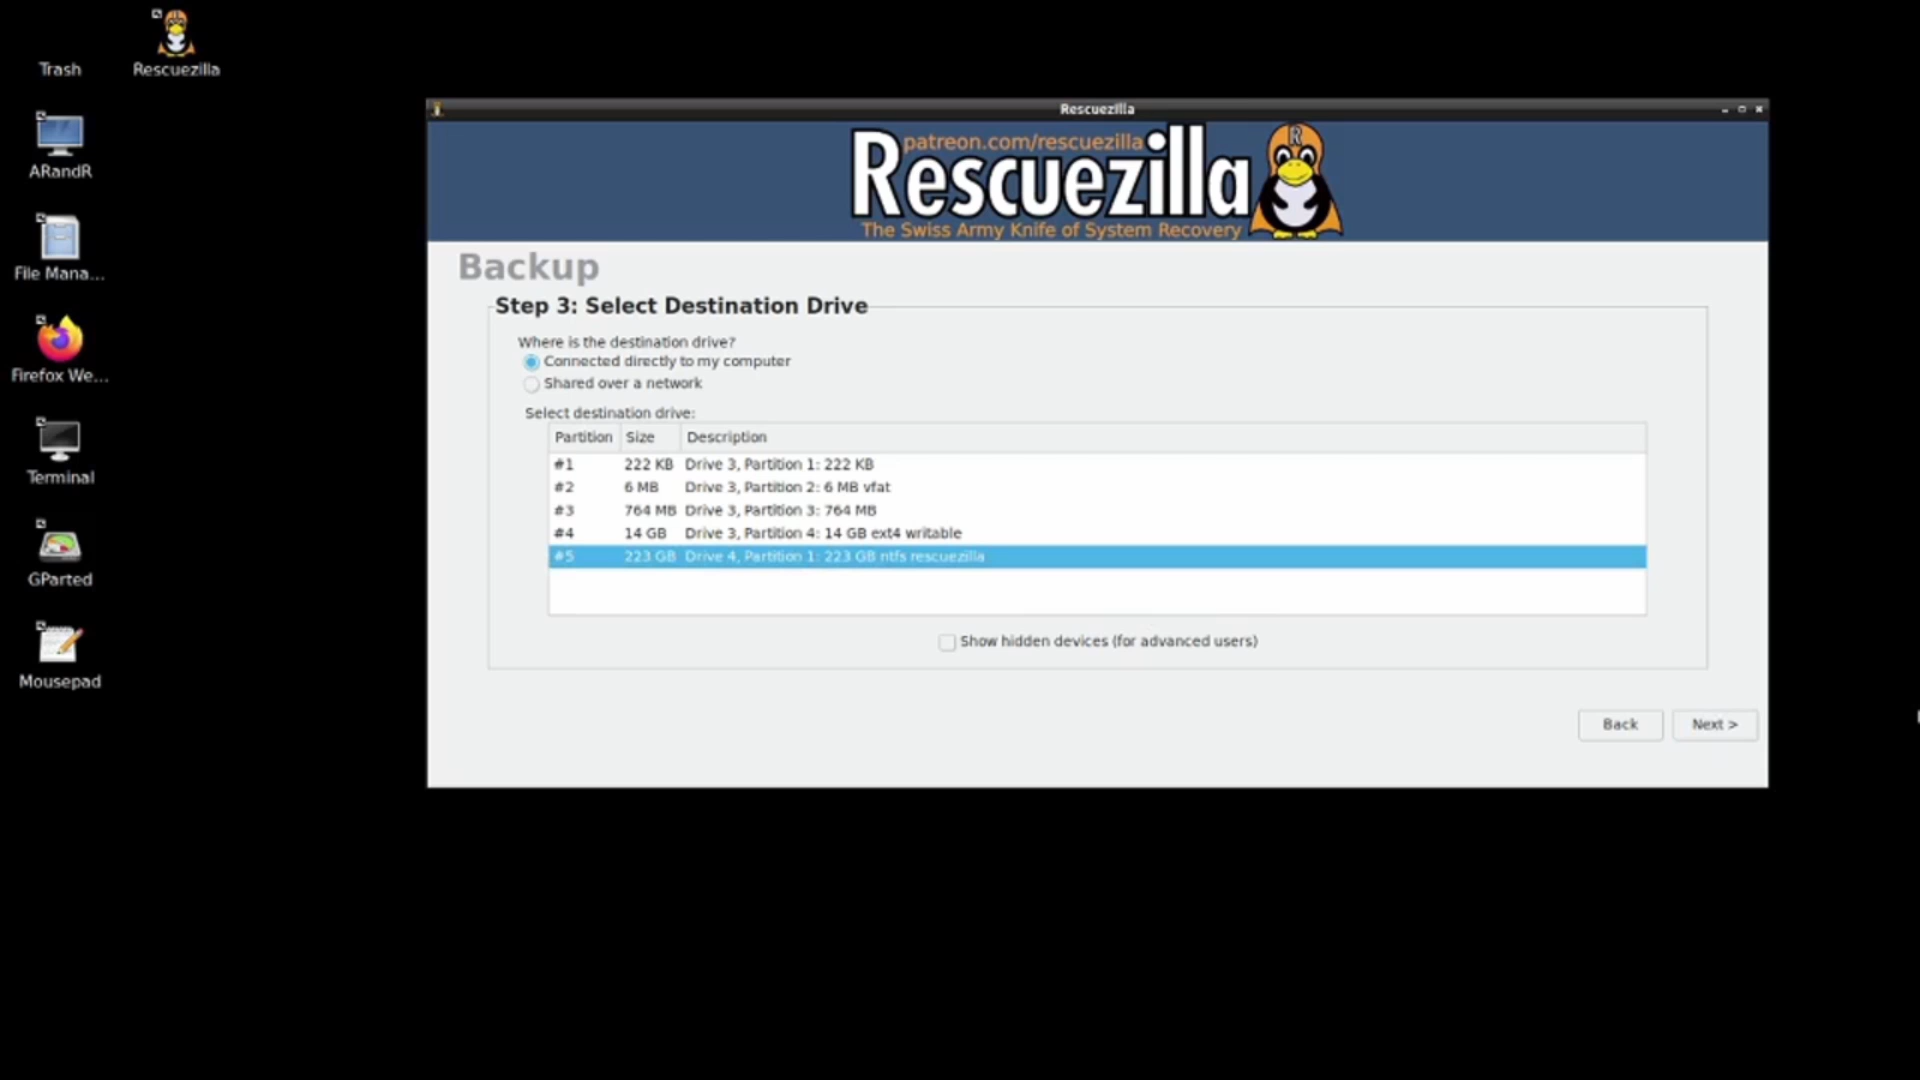 Trash
Rescuezilla
ARandR
File Mana...
Firefox We...
Terminal
GParted
Mousepad
Rescuezilla
patreon.com/rescuezilla
Rescuezilla
R
The Swiss Army Knife of System Recovery
Backup
Step 3: Select Destination Drive
Where is the destination drive?
Connected directly to my computer
Shared over a network
Select destination drive:
Partition Size Description
#1 222 KB Drive 3, Partition 1: 222 KB
#2 6 MB Drive 3, Partition 2: 6 MB vfat
#3 764 MB Drive 3, Partition 3: 764 MB
#4 14 GB Drive 3, Partition 4: 14 GB ext4 writable
#5 223 GB Drive 4, Partition 1: 223 GB ntfs rescuezilla
Show hidden devices (for advanced users)
Back Next >